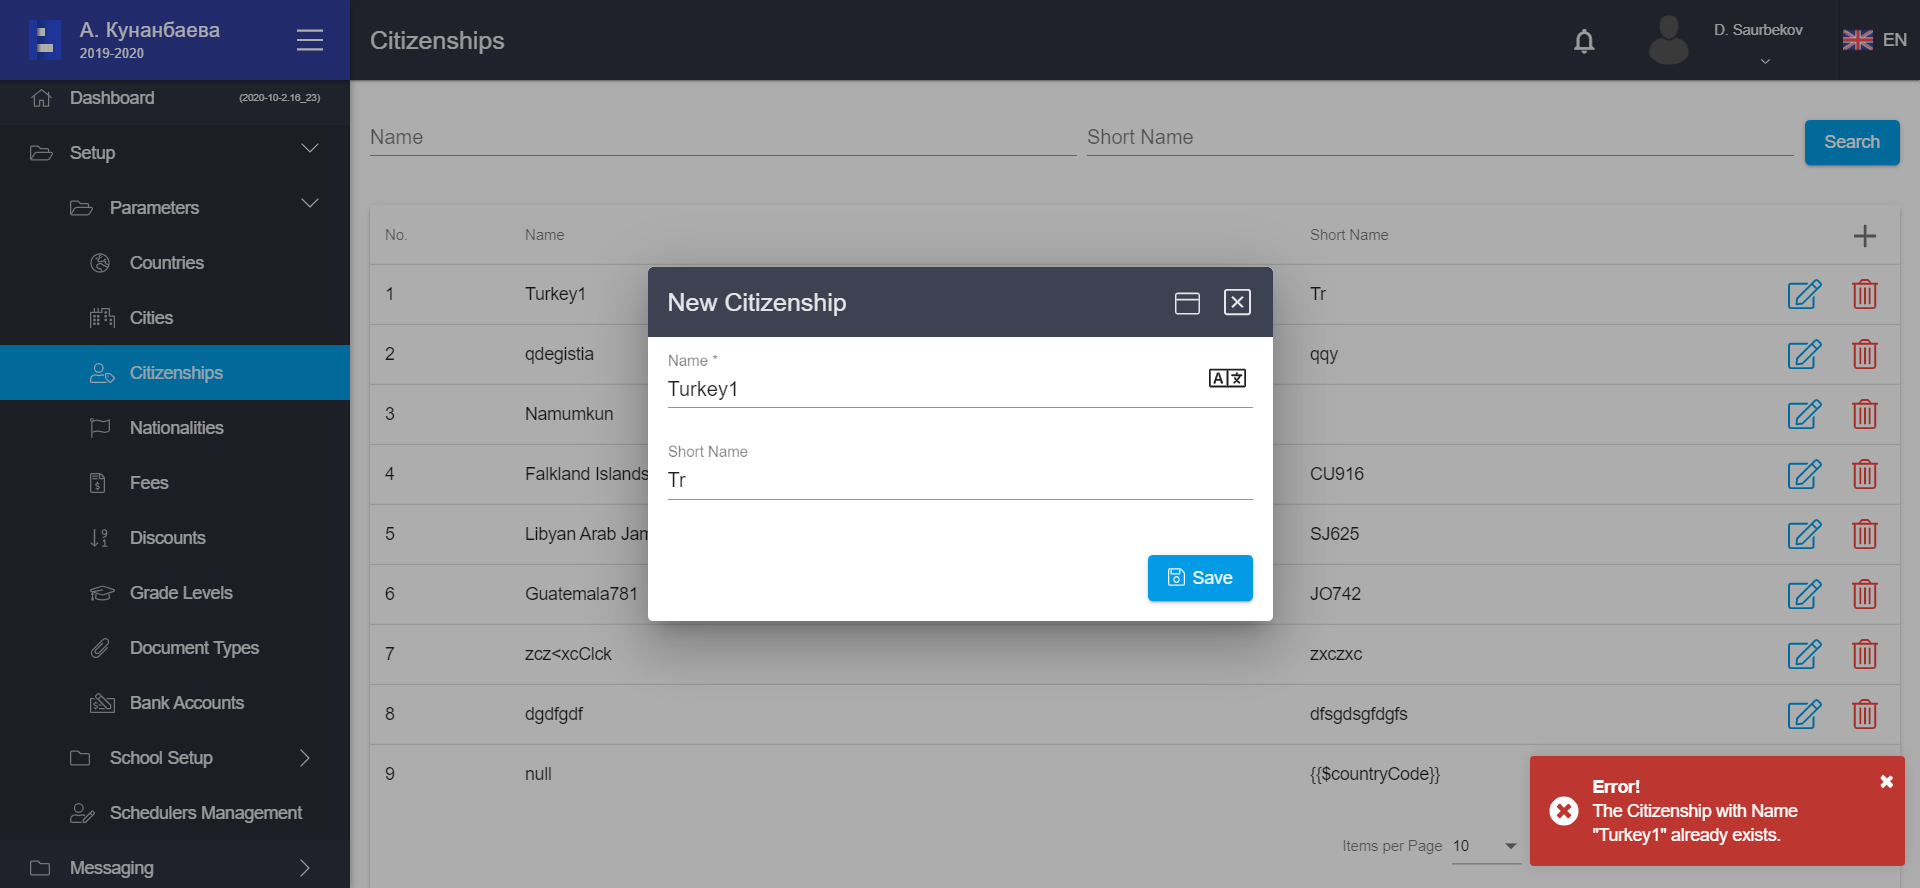 А. Кунанбаева
2019-2020
Citizenships
D. Saurbekov
EN
Dashboard
(2020-10-2.16_23)
Setup
Parameters
Countries
Cities
Citizenships
Nationalities
Fees
Discounts
Grade Levels
Document Types
Bank Accounts
School Setup
Schedulers Management
Messaging
Name
Short Name
Search
No.
Name
Short Name
1
Turkey1
Tr
2
qdegistia
qqy
3
Namumkun
4
Falkland Islands
CU916
5
Libyan Arab Jam
SJ625
6
Guatemala781
JO742
7
zcz<xcClck
zxczxc
8
dgdfgdf
dfsgdsgfdgfs
9
null
{{$countryCode}}
Items per Page
10
New Citizenship
Name *
Turkey1
Short Name
Tr
Save
Error!
The Citizenship with Name
"Turkey1" already exists.